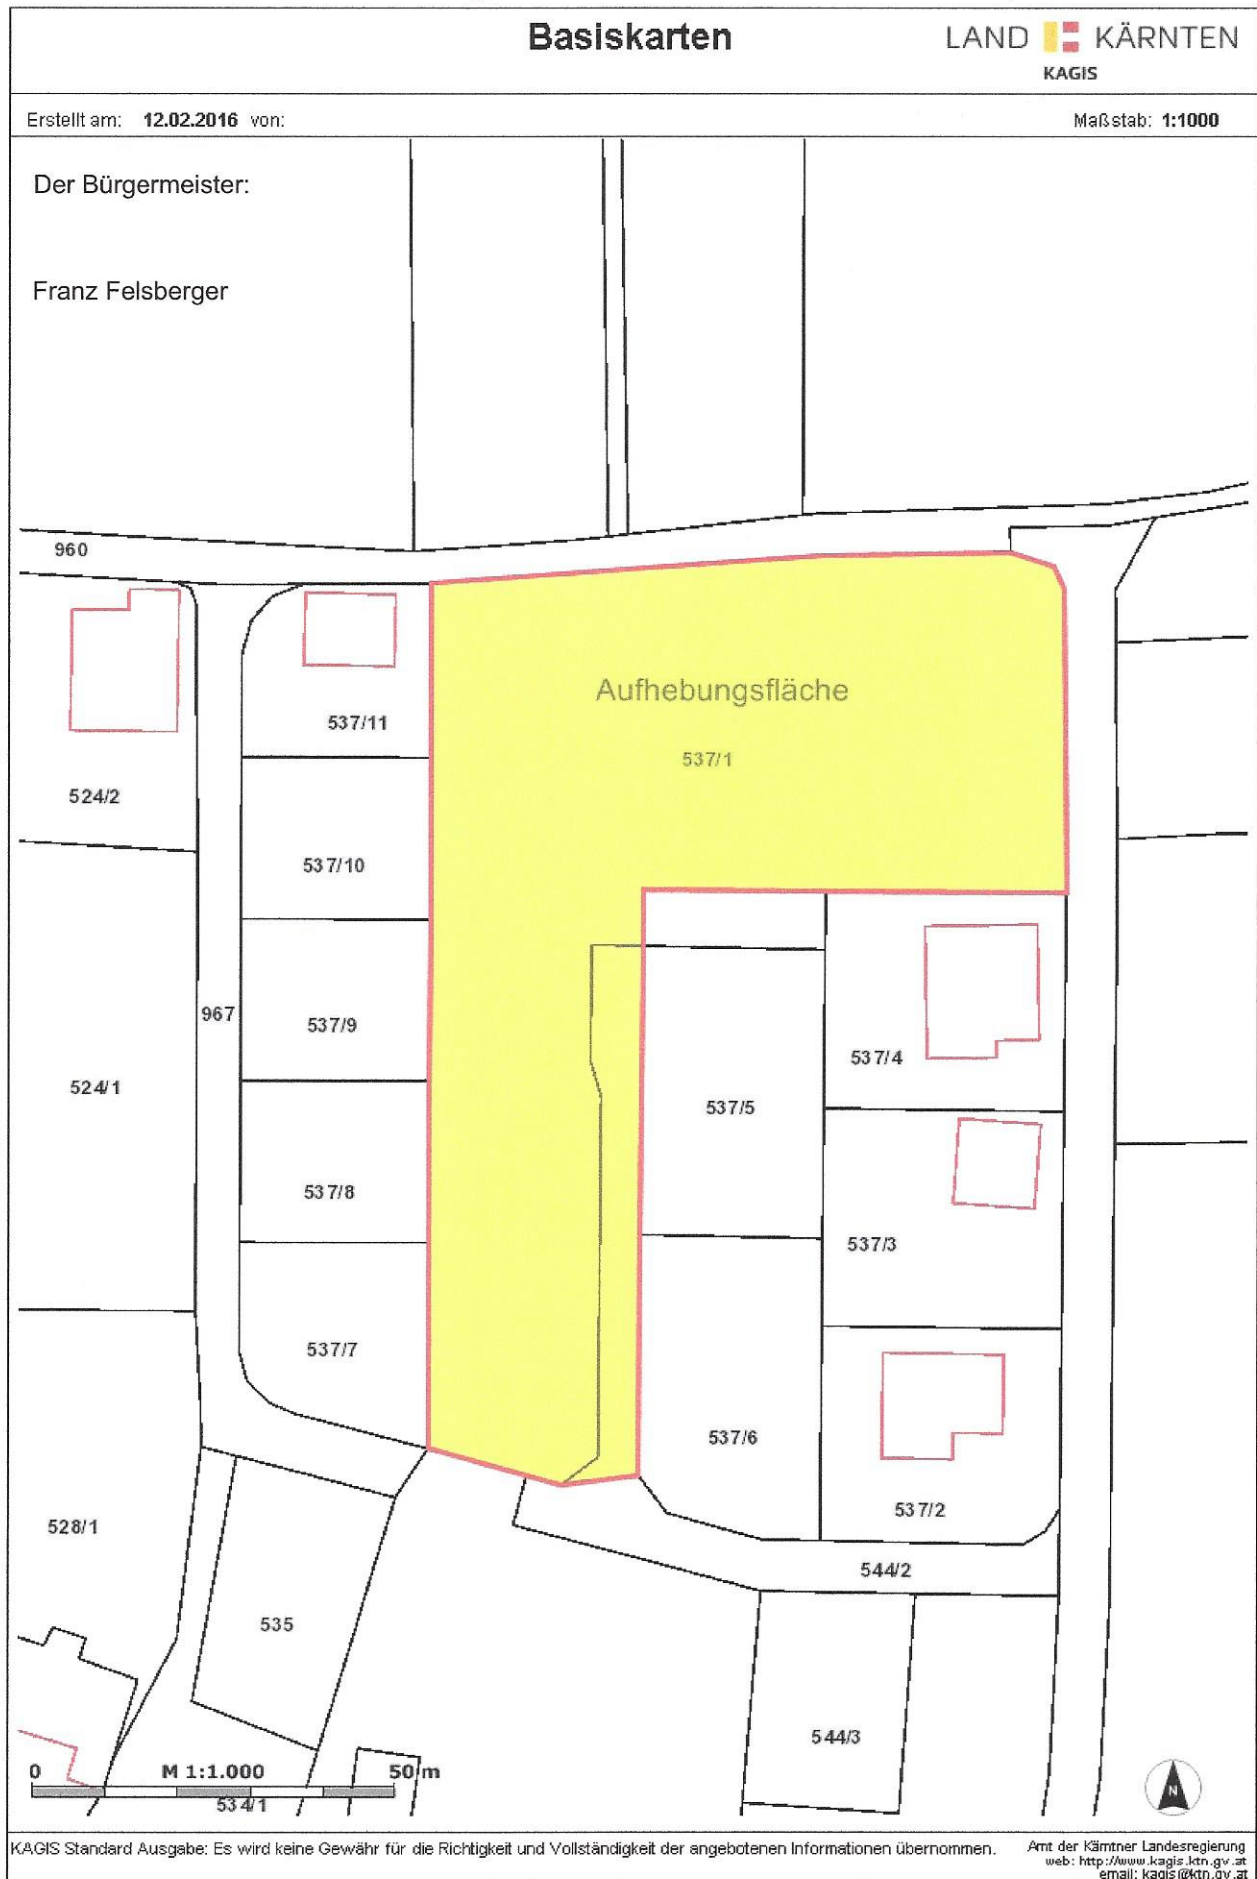 Basiskarten
LAND KÄRNTEN
KAGIS
Erstellt am: 12.02.2016 von:
Maßstab: 1:1000
Der Bürgermeister:
Franz Felsberger
960
Aufhebungsfläche
537/11
537/1
524/2
537/10
967
537/9
537/4
524/1
537/5
537/8
537/3
537/7
537/6
537/2
528/1
544/2
535
544/3
0 M 1:1.000 50 m
534/1
N
KAGIS Standard Ausgabe: Es wird keine Gewähr für die Richtigkeit und Vollständigkeit der angebotenen Informationen übernommen.
Amt der Kärntner Landesregierung
web: http://www.kagis.ktn.gv.at
email: kagis@ktn.gv.at